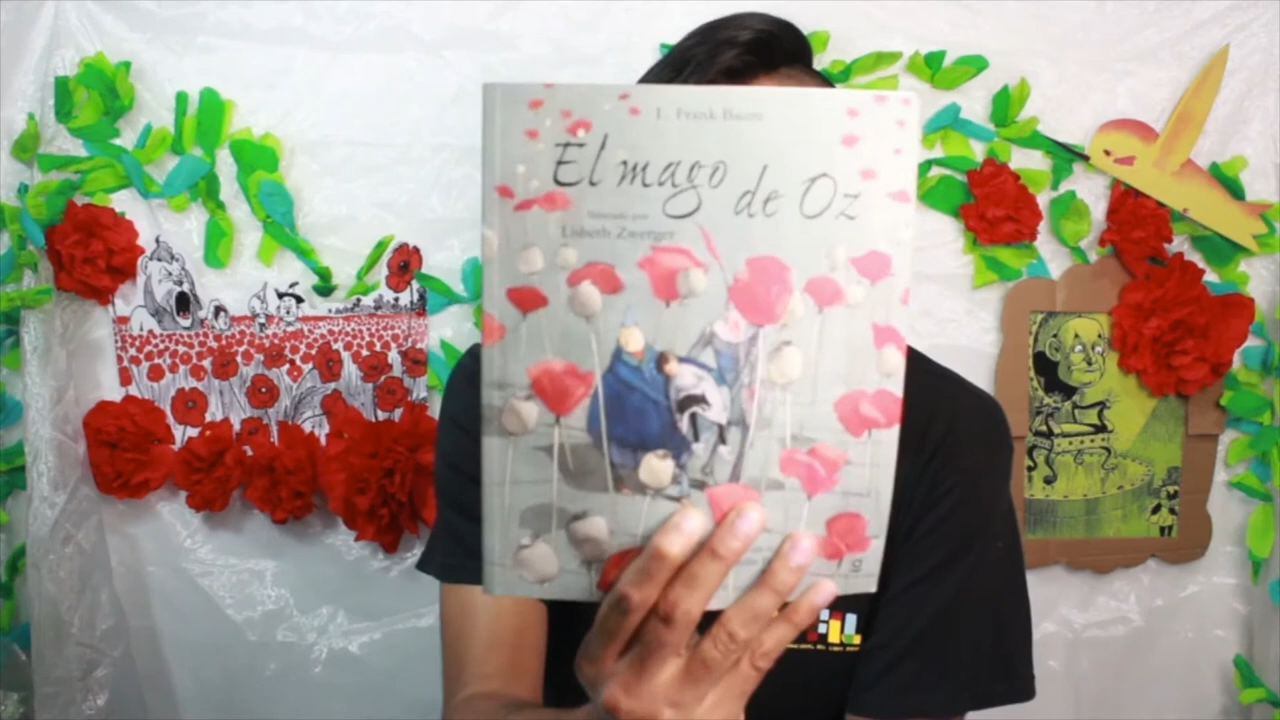 L. Frank Baum
El mago de Oz
Ilustrado por
Lisbeth Zwerger